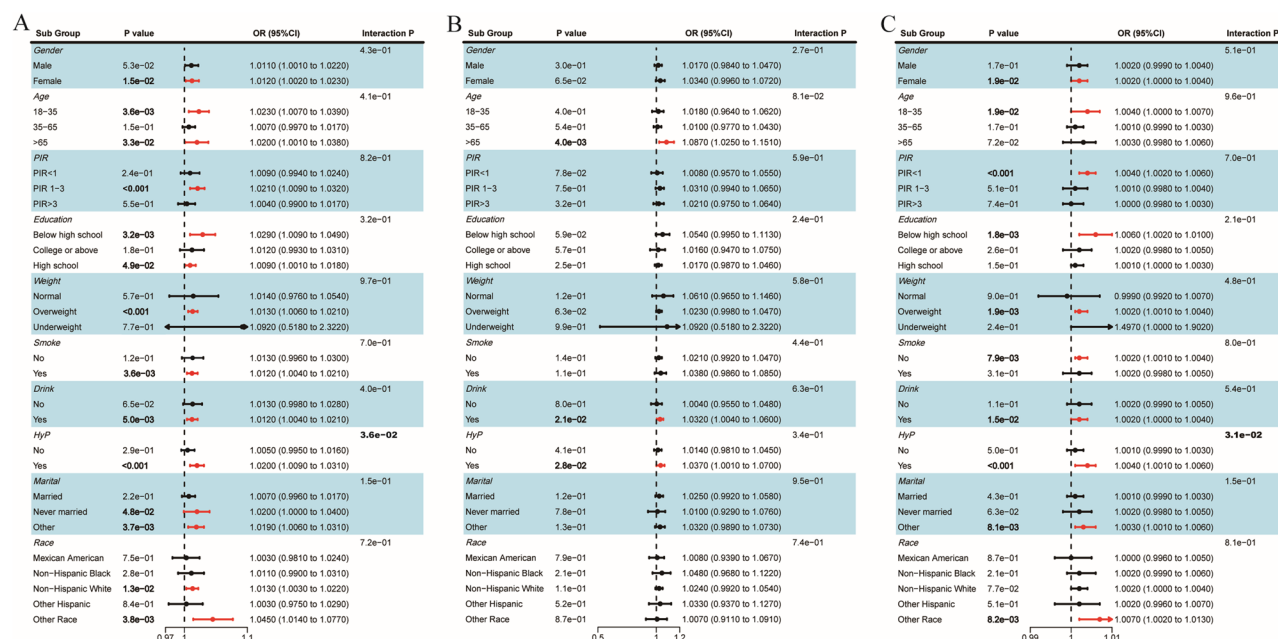 A
Sub Group P value OR (95%CI) Interaction P
Gender 4.3e-01
Male 5.3e-02 1.0110 (1.0010 to 1.0220)
Female 1.5e-02 1.0120 (1.0020 to 1.0230)
Age 4.1e-01
18-35 3.6e-03 1.0230 (1.0070 to 1.0390)
35-65 1.5e-01 1.0070 (0.9970 to 1.0170)
>65 3.3e-02 1.0200 (1.0010 to 1.0380)
PIR 8.2e-01
PIR<1 2.4e-01 1.0090 (0.9940 to 1.0240)
PIR 1-3 <0.001 1.0210 (1.0090 to 1.0320)
PIR>3 5.5e-01 1.0040 (0.9900 to 1.0170)
Education 3.2e-01
Below high school 3.2e-03 1.0290 (1.0090 to 1.0490)
College or above 1.8e-01 1.0120 (0.9930 to 1.0310)
High school 4.9e-02 1.0090 (1.0010 to 1.0180)
Weight 9.7e-01
Normal 5.7e-01 1.0140 (0.9760 to 1.0540)
Overweight <0.001 1.0130 (1.0060 to 1.0210)
Underweight 7.7e-01 1.0920 (0.5180 to 2.3220)
Smoke 7.0e-01
No 1.2e-01 1.0130 (0.9960 to 1.0300)
Yes 3.6e-03 1.0120 (1.0040 to 1.0210)
Drink 4.0e-01
No 6.5e-02 1.0130 (0.9980 to 1.0280)
Yes 5.0e-03 1.0120 (1.0040 to 1.0210)
HyP 3.6e-02
No 2.9e-01 1.0050 (0.9950 to 1.0160)
Yes <0.001 1.0200 (1.0090 to 1.0310)
Marital 1.5e-01
Married 2.2e-01 1.0070 (0.9960 to 1.0170)
Never married 4.8e-02 1.0200 (1.0000 to 1.0400)
Other 3.7e-03 1.0190 (1.0060 to 1.0310)
Race 7.2e-01
Mexican American 7.5e-01 1.0030 (0.9810 to 1.0240)
Non-Hispanic Black 2.8e-01 1.0110 (0.9900 to 1.0310)
Non-Hispanic White 1.3e-02 1.0130 (1.0030 to 1.0220)
Other Hispanic 8.4e-01 1.0030 (0.9750 to 1.0290)
Other Race 3.8e-03 1.0450 (1.0140 to 1.0770)
0.97 1 1.1
B
Sub Group P value OR (95%CI) Interaction P
Gender 2.7e-01
Male 3.0e-01 1.0170 (0.9840 to 1.0470)
Female 6.5e-02 1.0340 (0.9960 to 1.0720)
Age 8.1e-02
18-35 4.0e-01 1.0180 (0.9640 to 1.0620)
35-65 5.4e-01 1.0100 (0.9770 to 1.0430)
>65 4.0e-03 1.0870 (1.0250 to 1.1510)
PIR 5.9e-01
PIR<1 7.8e-02 1.0080 (0.9570 to 1.0550)
PIR 1-3 7.5e-01 1.0310 (0.9940 to 1.0650)
PIR>3 3.2e-01 1.0210 (0.9750 to 1.0640)
Education 2.4e-01
Below high school 5.9e-02 1.0540 (0.9950 to 1.1130)
College or above 5.7e-01 1.0160 (0.9470 to 1.0750)
High school 2.5e-01 1.0170 (0.9870 to 1.0460)
Weight 5.8e-01
Normal 1.2e-01 1.0610 (0.9650 to 1.1460)
Overweight 6.3e-02 1.0230 (0.9980 to 1.0470)
Underweight 9.9e-01 1.0920 (0.5180 to 2.3220)
Smoke 4.4e-01
No 1.4e-01 1.0210 (0.9920 to 1.0470)
Yes 1.1e-01 1.0380 (0.9860 to 1.0850)
Drink 6.3e-01
No 8.0e-01 1.0040 (0.9550 to 1.0480)
Yes 2.1e-02 1.0320 (1.0040 to 1.0600)
HyP 3.4e-01
No 4.1e-01 1.0140 (0.9810 to 1.0450)
Yes 2.8e-02 1.0370 (1.0010 to 1.0700)
Marital 9.5e-01
Married 1.2e-01 1.0250 (0.9920 to 1.0580)
Never married 7.8e-01 1.0100 (0.9290 to 1.0760)
Other 1.3e-01 1.0320 (0.9890 to 1.0730)
Race 7.4e-01
Mexican American 7.9e-01 1.0080 (0.9390 to 1.0670)
Non-Hispanic Black 2.1e-01 1.0480 (0.9680 to 1.1220)
Non-Hispanic White 1.1e-01 1.0240 (0.9920 to 1.0540)
Other Hispanic 5.2e-01 1.0330 (0.9370 to 1.1270)
Other Race 8.7e-01 1.0070 (0.9110 to 1.0910)
0.5 1 1.2
C
Sub Group P value OR (95%CI) Interaction P
Gender 5.1e-01
Male 1.7e-01 1.0020 (0.9990 to 1.0040)
Female 1.9e-02 1.0020 (1.0000 to 1.0040)
Age 9.6e-01
18-35 1.9e-02 1.0040 (1.0020 to 1.0070)
35-65 1.7e-01 1.0010 (0.9990 to 1.0030)
>65 7.2e-02 1.0030 (0.9980 to 1.0060)
PIR 7.0e-01
PIR<1 <0.001 1.0040 (1.0020 to 1.0060)
PIR 1-3 5.1e-01 1.0010 (0.9980 to 1.0040)
PIR>3 7.4e-01 1.0000 (0.9980 to 1.0030)
Education 2.1e-01
Below high school 1.8e-03 1.0060 (1.0020 to 1.0100)
College or above 2.6e-01 1.0020 (0.9980 to 1.0050)
High school 1.5e-01 1.0010 (1.0000 to 1.0030)
Weight 4.8e-01
Normal 9.0e-01 0.9990 (0.9920 to 1.0070)
Overweight 1.9e-03 1.0020 (1.0010 to 1.0040)
Underweight 2.4e-01 1.4970 (1.0000 to 1.9020)
Smoke 8.0e-01
No 7.9e-03 1.0020 (1.0010 to 1.0040)
Yes 3.1e-01 1.0020 (0.9980 to 1.0050)
Drink 5.4e-01
No 1.1e-01 1.0020 (0.9990 to 1.0050)
Yes 1.5e-02 1.0020 (1.0000 to 1.0040)
HyP 3.1e-02
No 5.0e-01 1.0010 (0.9990 to 1.0030)
Yes <0.001 1.0040 (1.0010 to 1.0060)
Marital 1.5e-01
Married 4.3e-01 1.0010 (0.9990 to 1.0030)
Never married 6.3e-02 1.0020 (0.9980 to 1.0050)
Other 8.1e-03 1.0030 (1.0010 to 1.0060)
Race 8.1e-01
Mexican American 8.7e-01 1.0000 (0.9960 to 1.0050)
Non-Hispanic Black 2.1e-01 1.0020 (0.9990 to 1.0060)
Non-Hispanic White 7.7e-02 1.0020 (1.0000 to 1.0040)
Other Hispanic 5.1e-01 1.0020 (0.9960 to 1.0070)
Other Race 8.2e-03 1.0070 (1.0020 to 1.0130)
0.99 1 1.01